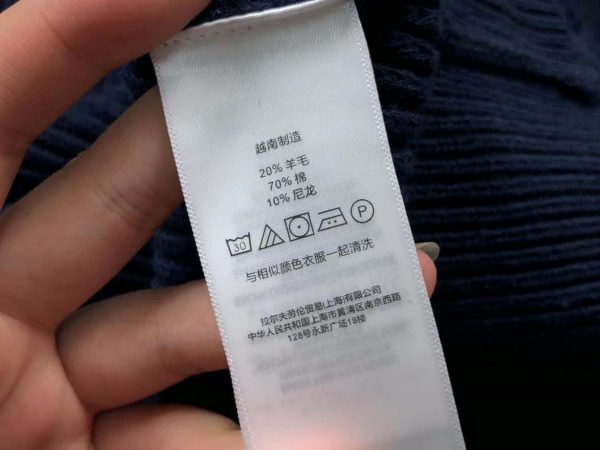 越南制造
20% 羊毛
70% 棉
10% 尼龙
30 P
与相似颜色衣服一起清洗
拉尔夫劳伦贸易(上海)有限公司
中华人民共和国上海市黄浦区南京西路
128号永新广场18楼